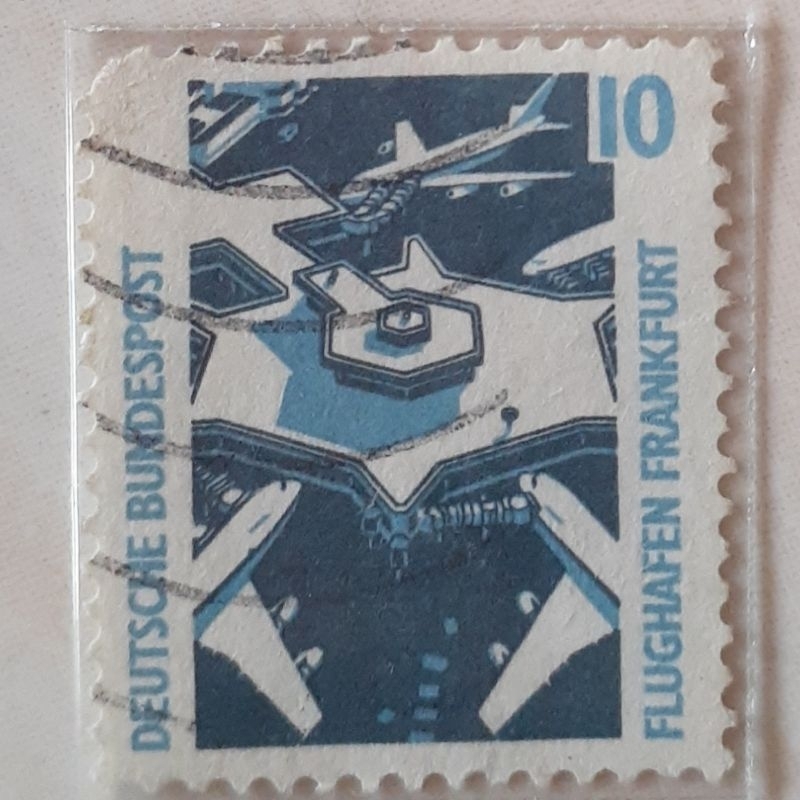 10
DEUTSCHE BUNDESPOST
FLUGHAFEN FRANKFURT